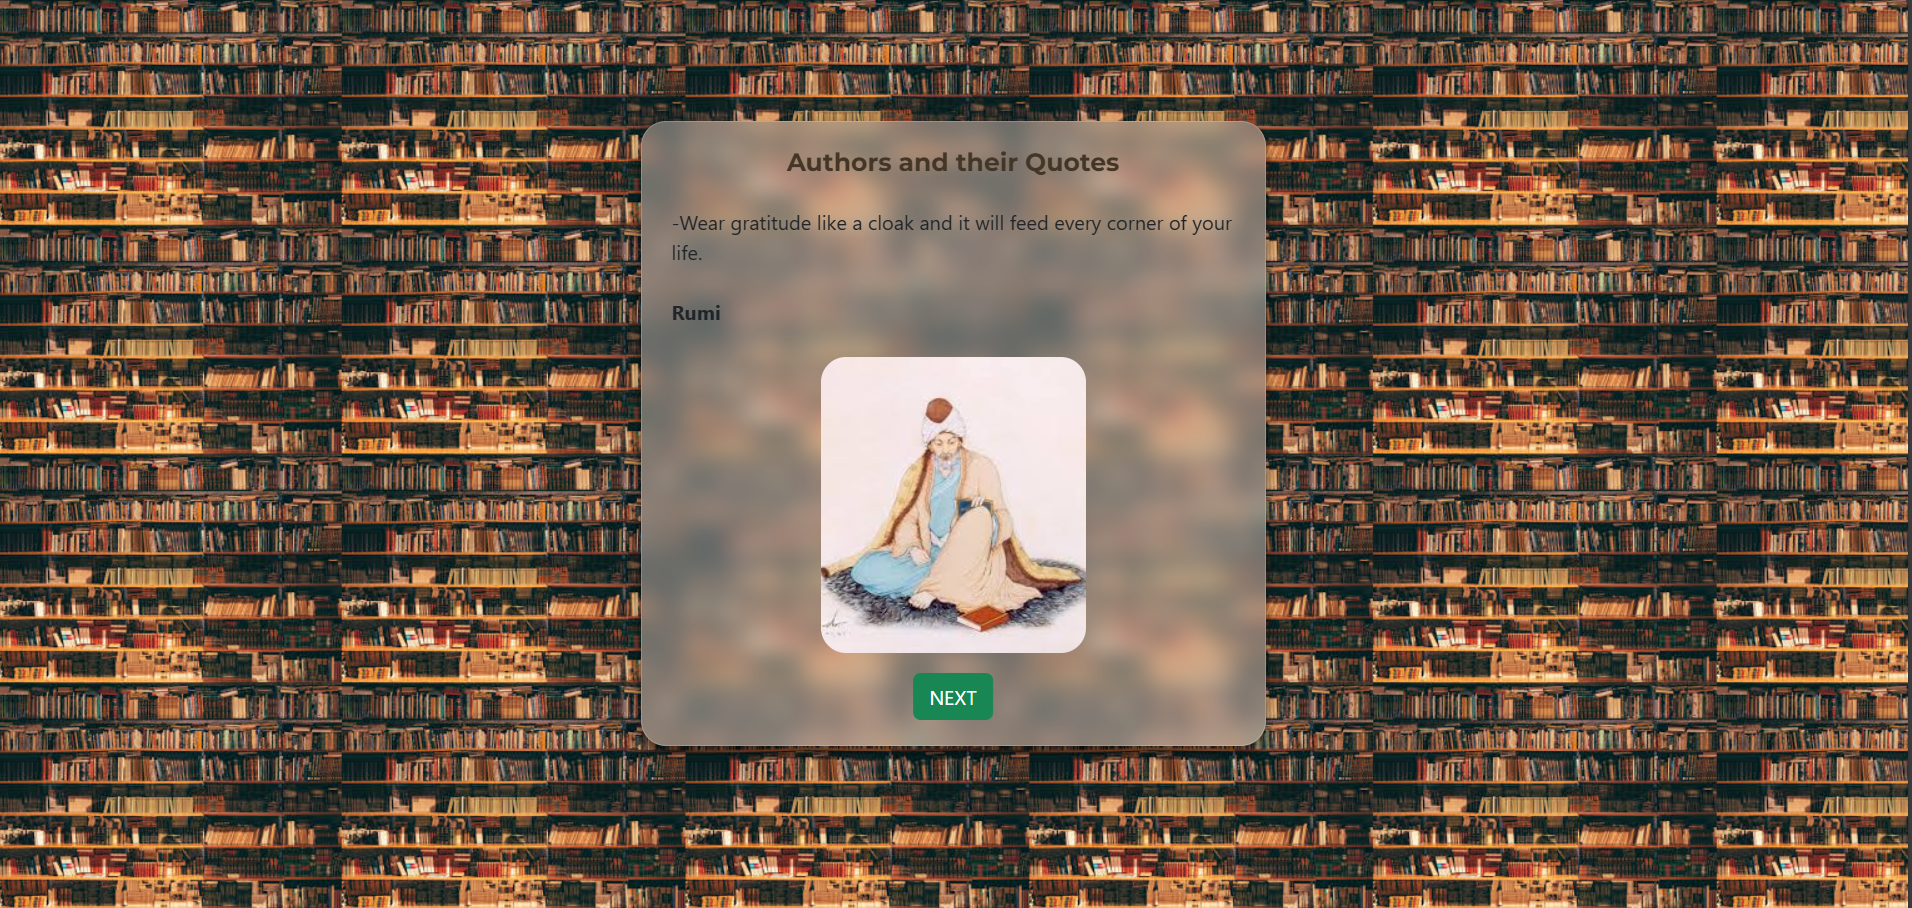 Authors and their Quotes
-Wear gratitude like a cloak and it will feed every corner of your
life.
Rumi
NEXT